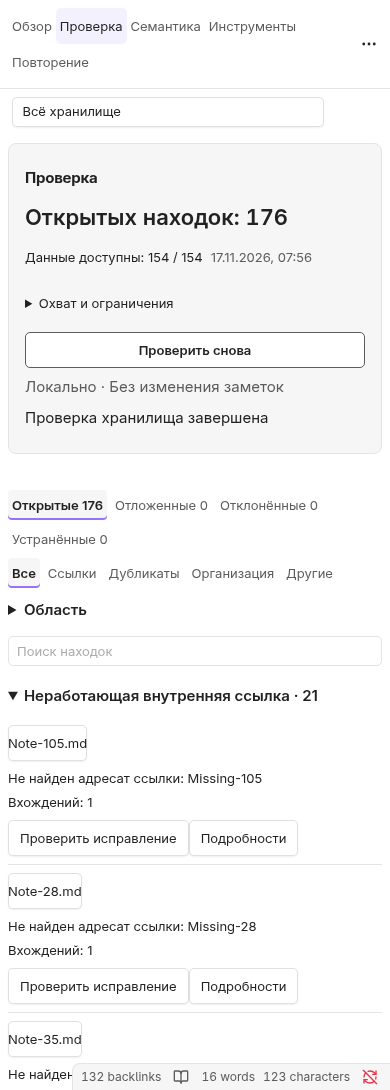 Обзор Проверка Семантика Инструменты
Повторение
Всё хранилище
Проверка
Открытых находок: 176
Данные доступны: 154 / 154 17.11.2026, 07:56
Охват и ограничения
Проверить снова
Локально · Без изменения заметок
Проверка хранилища завершена
Открытые 176 Отложенные 0 Отклонённые 0
Устранённые 0
Все Ссылки Дубликаты Организация Другие
Область
Поиск находок
Неработающая внутренняя ссылка · 21
Note-105.md
Не найден адресат ссылки: Missing-105
Вхождений: 1
Проверить исправление Подробности
Note-28.md
Не найден адресат ссылки: Missing-28
Вхождений: 1
Проверить исправление Подробности
Note-35.md
Не найден
132 backlinks 16 words 123 characters